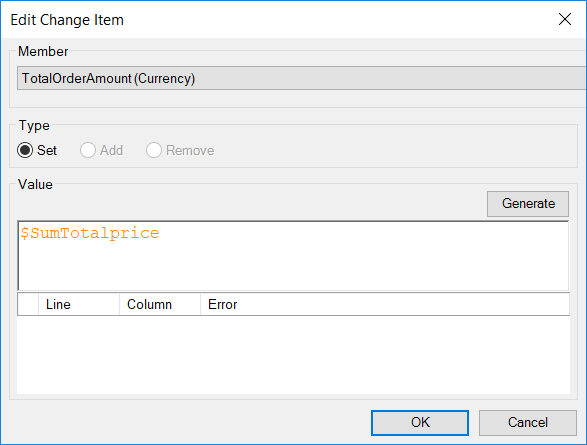 Edit Change Item
Member
TotalOrderAmount (Currency)
Type
Set Add Remove
Value
Generate
$SumTotalprice
Line Column Error
OK Cancel